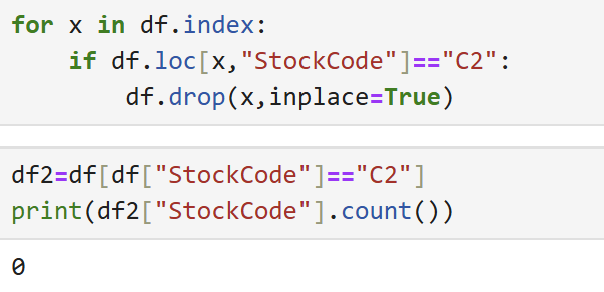 for x in df.index:
    if df.loc[x,"StockCode"]=="C2":
        df.drop(x,inplace=True)
df2=df[df["StockCode"]=="C2"]
print(df2["StockCode"].count())
0